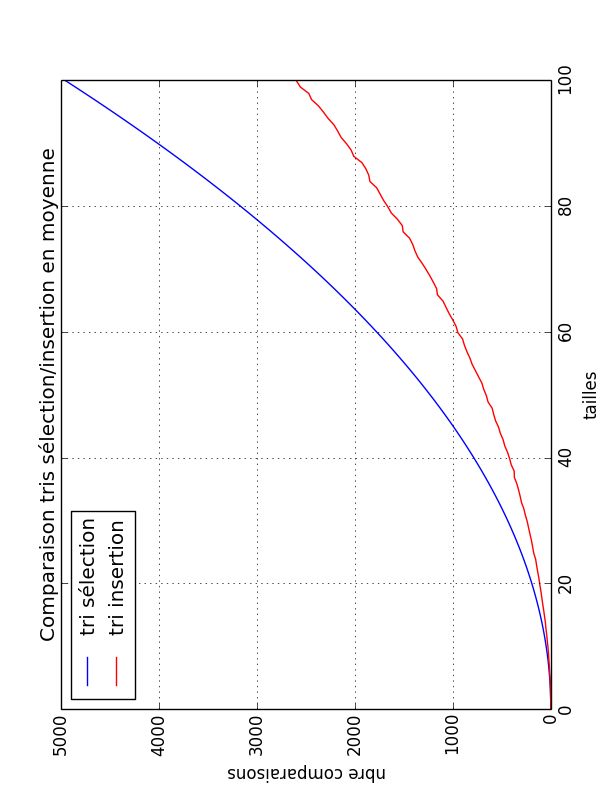 Comparaison tris sélection/insertion en moyenne
tri sélection
tri insertion
5000
4000
3000
2000
1000
0
nbre comparaisons
0
20
40
60
80
100
tailles